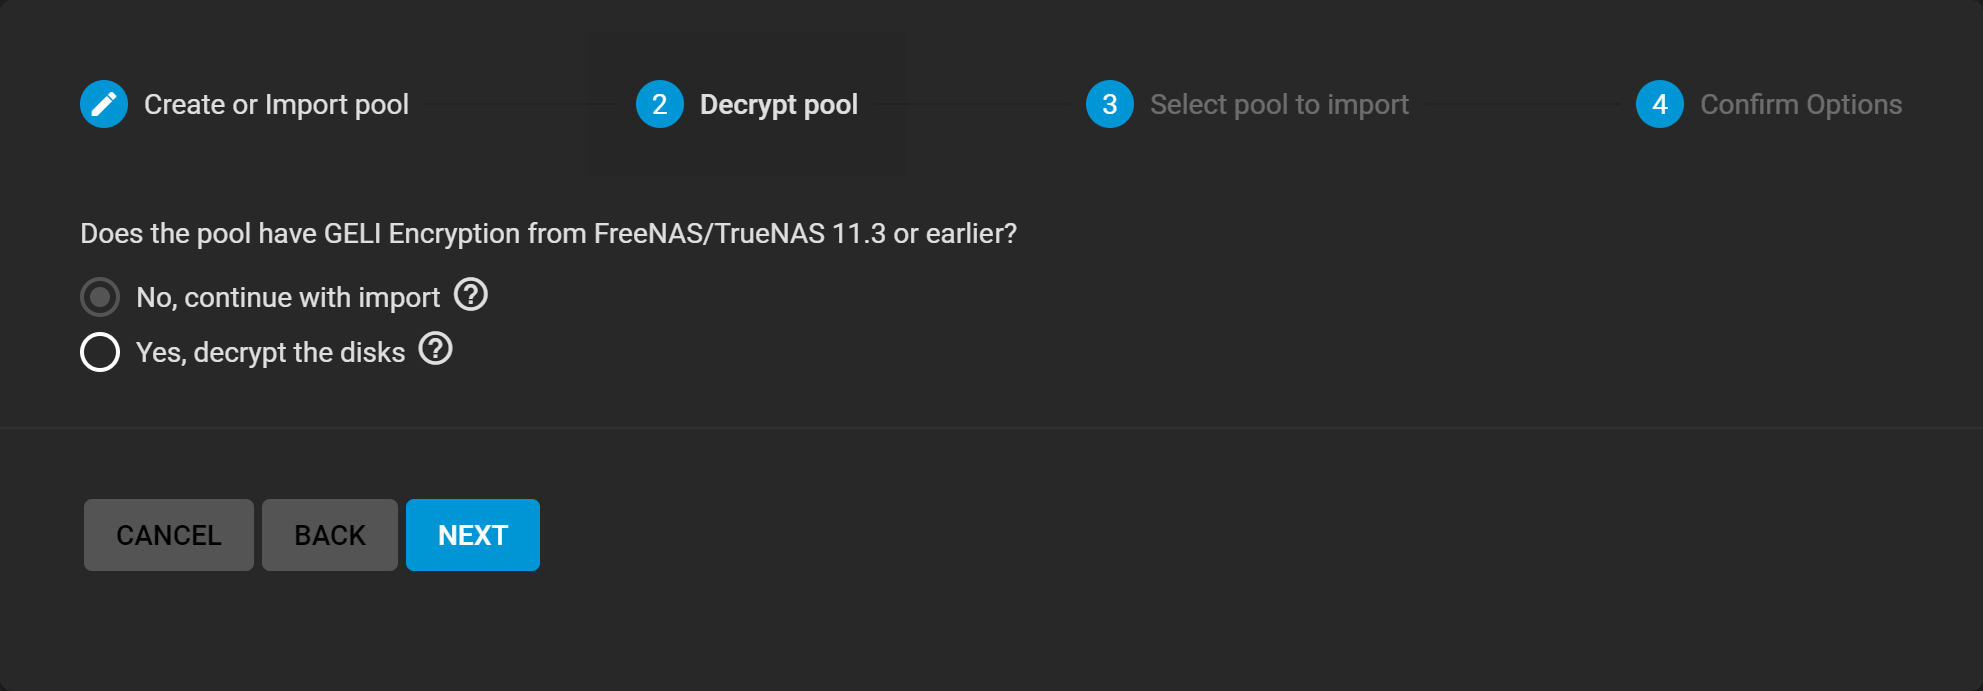 Create or Import pool
2 Decrypt pool
3 Select pool to import
4 Confirm Options
Does the pool have GELI Encryption from FreeNAS/TrueNAS 11.3 or earlier?
No, continue with import ?
Yes, decrypt the disks ?
CANCEL BACK NEXT